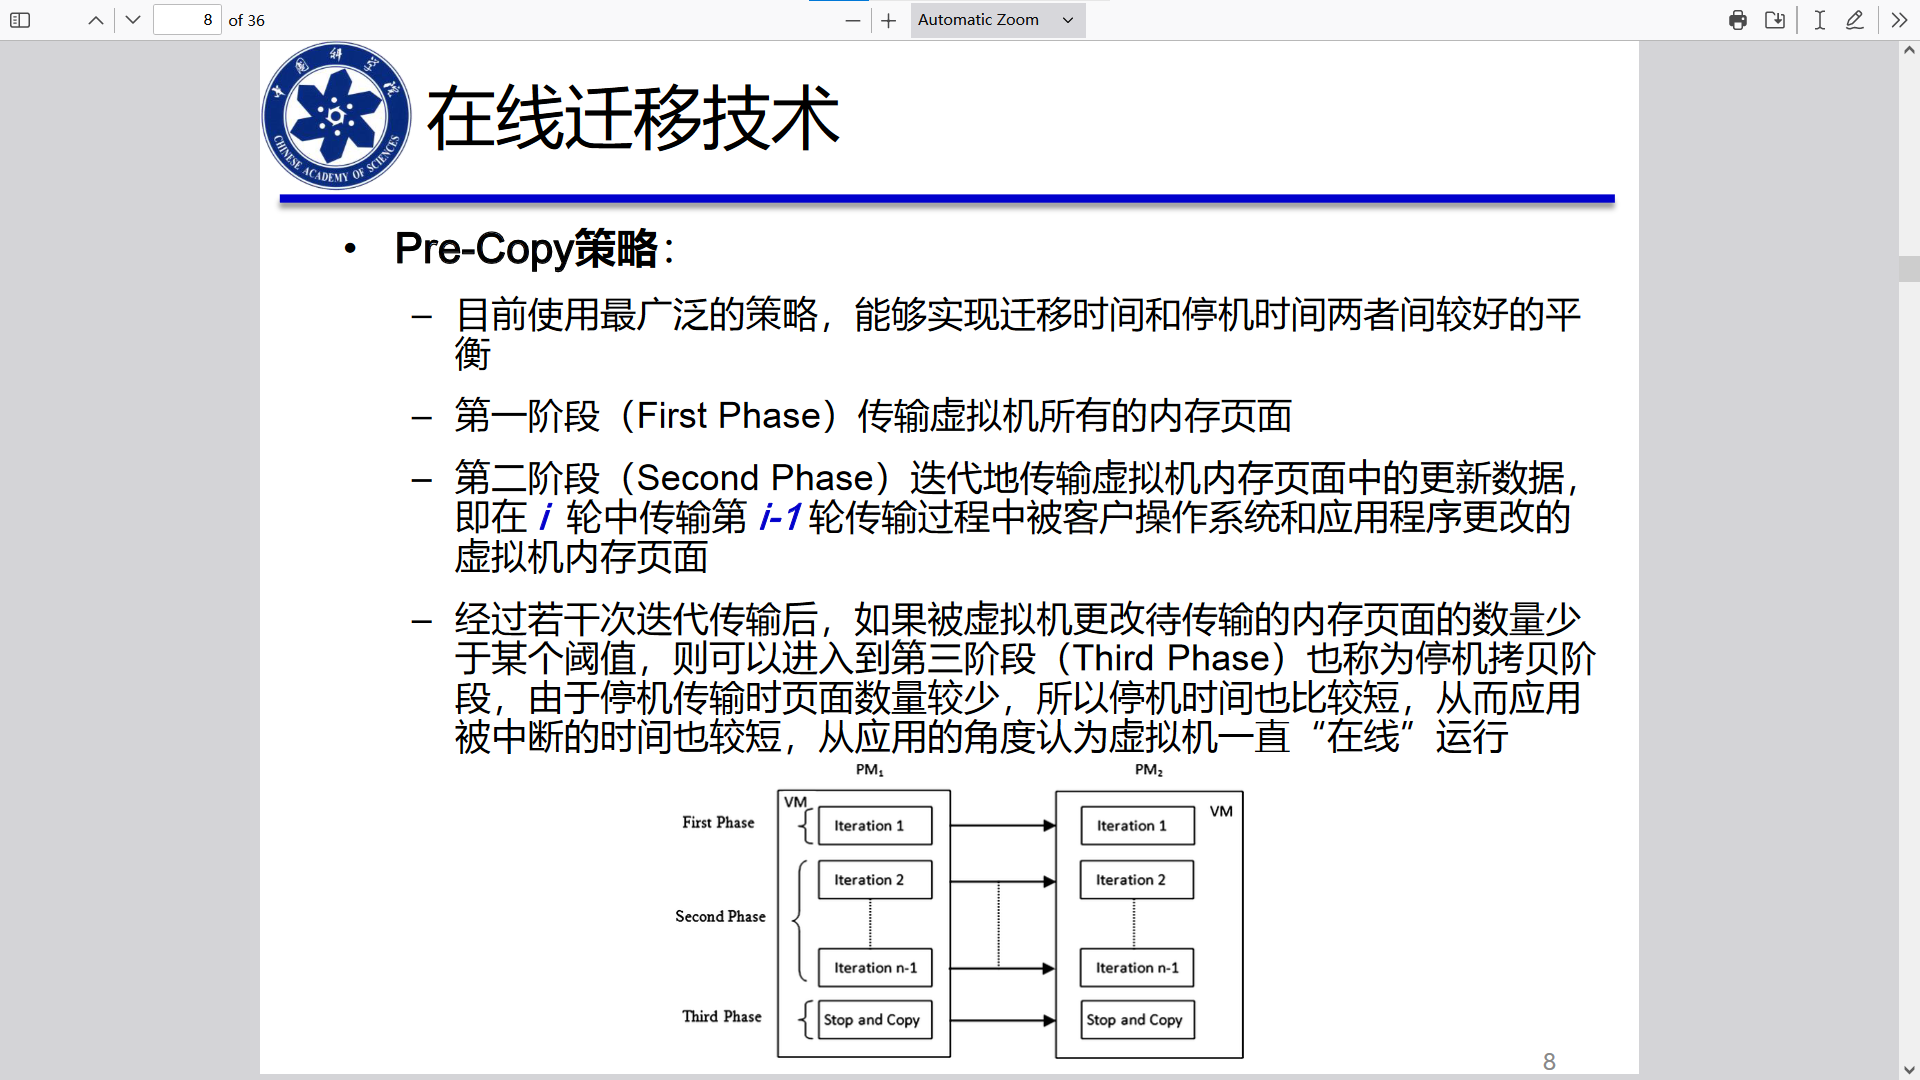 8 of 36
Automatic Zoom
中国科学院
CHINESE ACADEMY OF SCIENCES
在线迁移技术
• Pre-Copy策略：
– 目前使用最广泛的策略，能够实现迁移时间和停机时间两者间较好的平
衡
– 第一阶段（First Phase）传输虚拟机所有的内存页面
– 第二阶段（Second Phase）迭代地传输虚拟机内存页面中的更新数据，
即在 i 轮中传输第 i-1 轮传输过程中被客户操作系统和应用程序更改的
虚拟机内存页面
– 经过若干次迭代传输后，如果被虚拟机更改待传输的内存页面的数量少
于某个阈值，则可以进入到第三阶段（Third Phase）也称为停机拷贝阶
段，由于停机传输时页面数量较少，所以停机时间也比较短，从而应用
被中断的时间也较短，从应用的角度认为虚拟机一直“在线”运行
PM₁ PM₂
VM VM
First Phase Iteration 1 Iteration 1
Iteration 2 Iteration 2
Second Phase
Iteration n-1 Iteration n-1
Third Phase Stop and Copy Stop and Copy
8